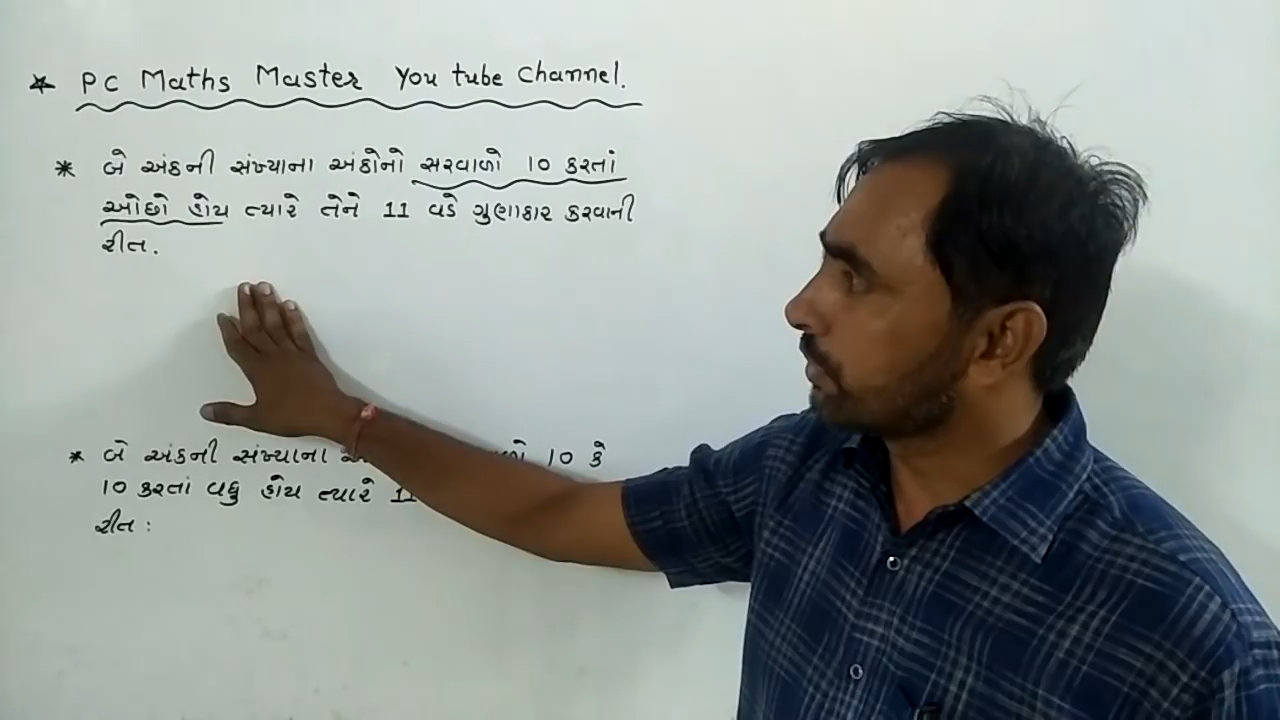 * PC Maths Master You tube Channel.
* બે અંકની સંખ્યાના અંકોનો સરવાળો 10 કરતાં
ઓછો હોય ત્યારે તેને 11 વડે ગુણાકાર કરવાની
રીત.
* બે અંકની સંખ્યાના 10 કે
10 કરતાં વધુ હોય ત્યારે 11
રીત :